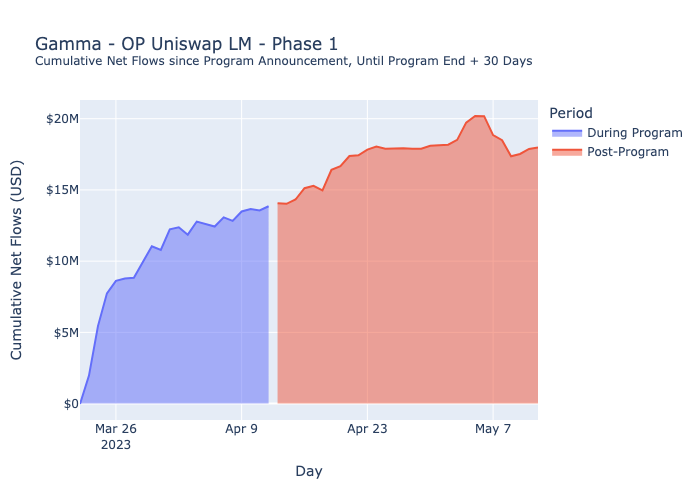 Gamma - OP Uniswap LM - Phase 1
Cumulative Net Flows since Program Announcement, Until Program End + 30 Days
Period
During Program
Post-Program
Cumulative Net Flows (USD)
$20M
$15M
$10M
$5M
$0
Mar 26
2023
Apr 9
Apr 23
May 7
Day